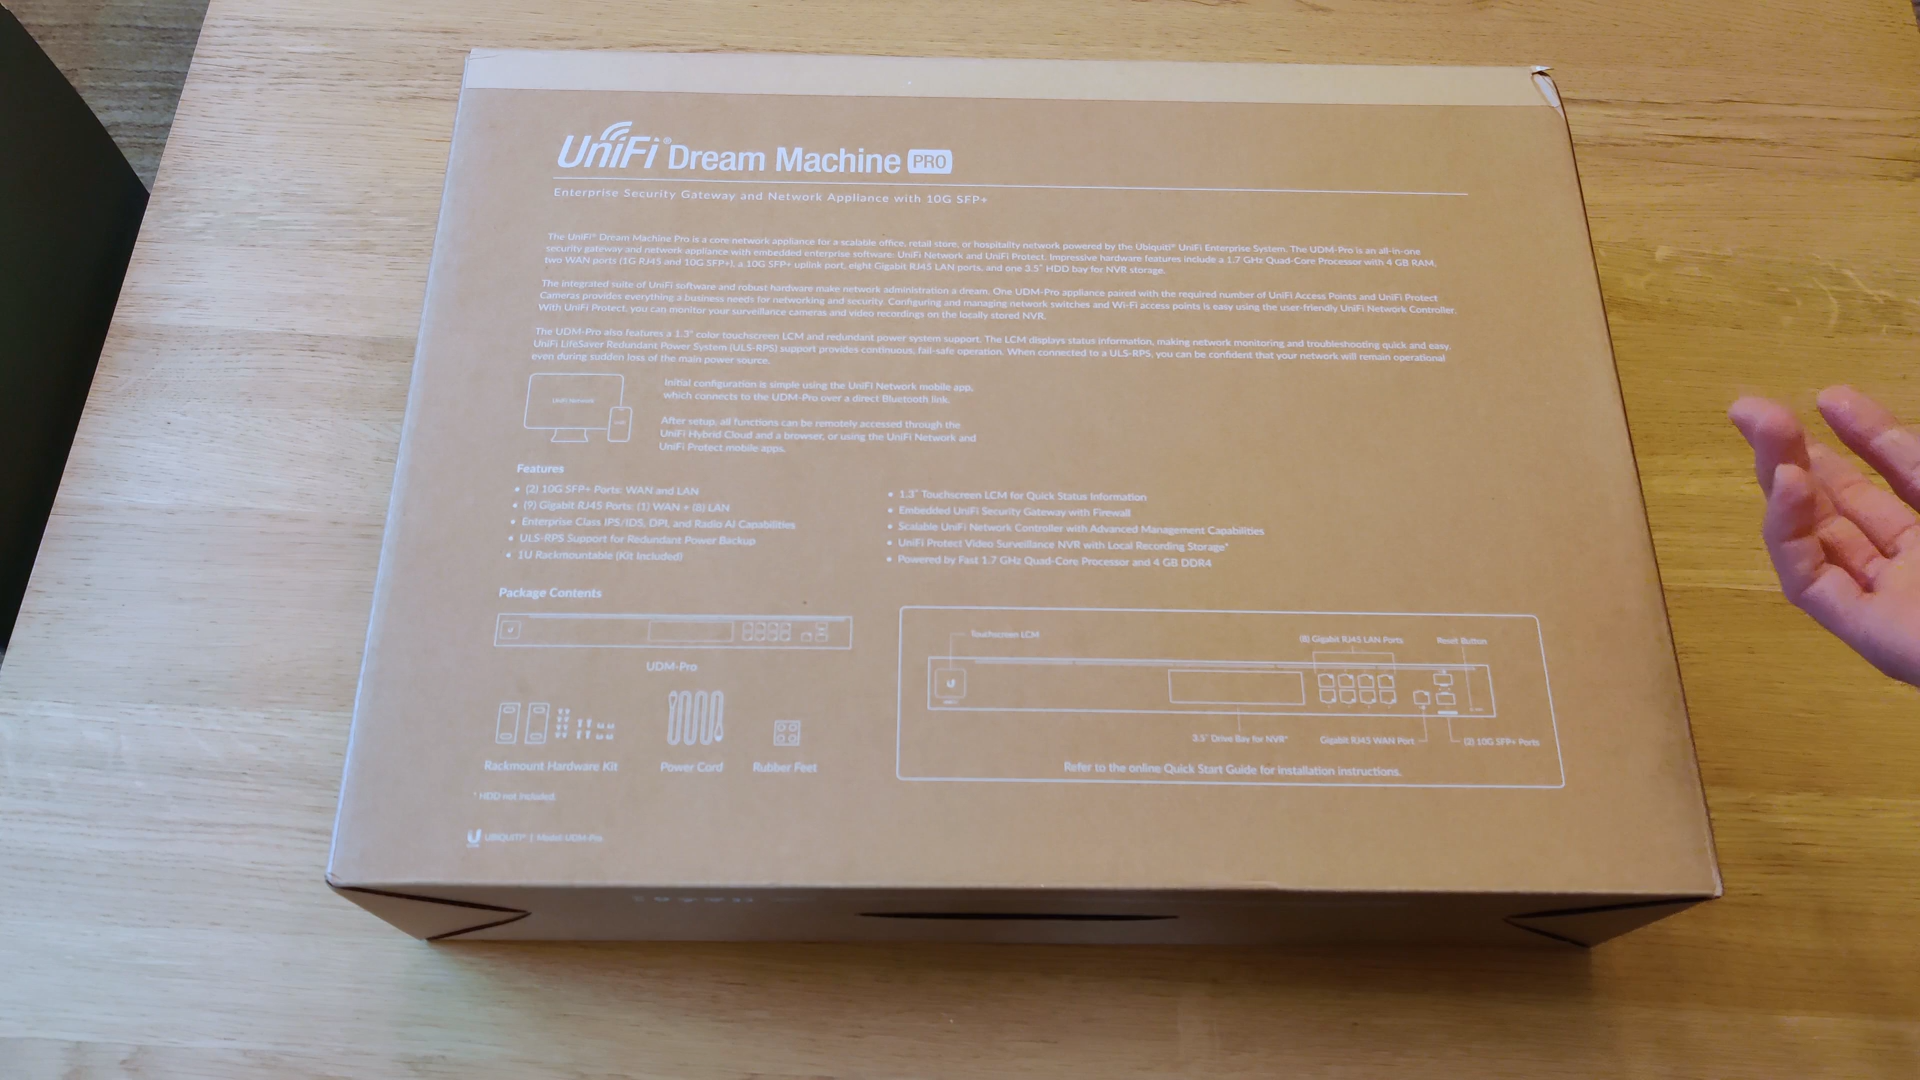 UniFi® Dream Machine PRO
Enterprise Security Gateway and Network Appliance with 10G SFP+
The UniFi® Dream Machine Pro is a core network appliance for a scalable office, retail store, or hospitality network powered by the Ubiquiti® UniFi Enterprise System. The UDM-Pro is an all-in-one
security gateway and network appliance with embedded enterprise software: UniFi Network and UniFi Protect. Impressive hardware features include a 1.7 GHz Quad-Core Processor with 4 GB RAM,
two WAN ports (1G RJ45 and 10G SFP+), a 10G SFP+ uplink port, eight Gigabit RJ45 LAN ports, and one 3.5" HDD bay for NVR storage.
The integrated suite of UniFi software and robust hardware make network administration a dream. One UDM-Pro appliance paired with the required number of UniFi Access Points and UniFi Protect
Cameras provides everything a business needs for networking and security. Configuring and managing network switches and Wi-Fi access points is easy using the user-friendly UniFi Network Controller.
With UniFi Protect, you can monitor your surveillance cameras and video recordings on the locally stored NVR.
The UDM-Pro also features a 1.3" color touchscreen LCM and redundant power system support. The LCM displays status information, making network monitoring and troubleshooting quick and easy.
UniFi LifeSaver Redundant Power System (ULS-RPS) support provides continuous, fail-safe operation. When connected to a ULS-RPS, you can be confident that your network will remain operational
even during sudden loss of the main power source.
UniFi Network
Initial configuration is simple using the UniFi Network mobile app,
which connects to the UDM-Pro over a direct Bluetooth link.
After setup, all functions can be remotely accessed through the
UniFi Hybrid Cloud and a browser, or using the UniFi Network and
UniFi Protect mobile apps.
Features
• (2) 10G SFP+ Ports: WAN and LAN
• (9) Gigabit RJ45 Ports: (1) WAN + (8) LAN
• Enterprise Class IPS/IDS, DPI, and Radio AI Capabilities
• ULS-RPS Support for Redundant Power Backup
• 1U Rackmountable (Kit Included)
• 1.3" Touchscreen LCM for Quick Status Information
• Embedded UniFi Security Gateway with Firewall
• Scalable UniFi Network Controller with Advanced Management Capabilities
• UniFi Protect Video Surveillance NVR with Local Recording Storage*
• Powered by Fast 1.7 GHz Quad-Core Processor and 4 GB DDR4
Package Contents
UDM-Pro
Rackmount Hardware Kit
Power Cord
Rubber Feet
Touchscreen LCM
(8) Gigabit RJ45 LAN Ports
Reset Button
3.5" Drive Bay for NVR*
Gigabit RJ45 WAN Port
(2) 10G SFP+ Ports
Refer to the online Quick Start Guide for installation instructions.
* HDD not included.
UBIQUITI® | Model: UDM-Pro